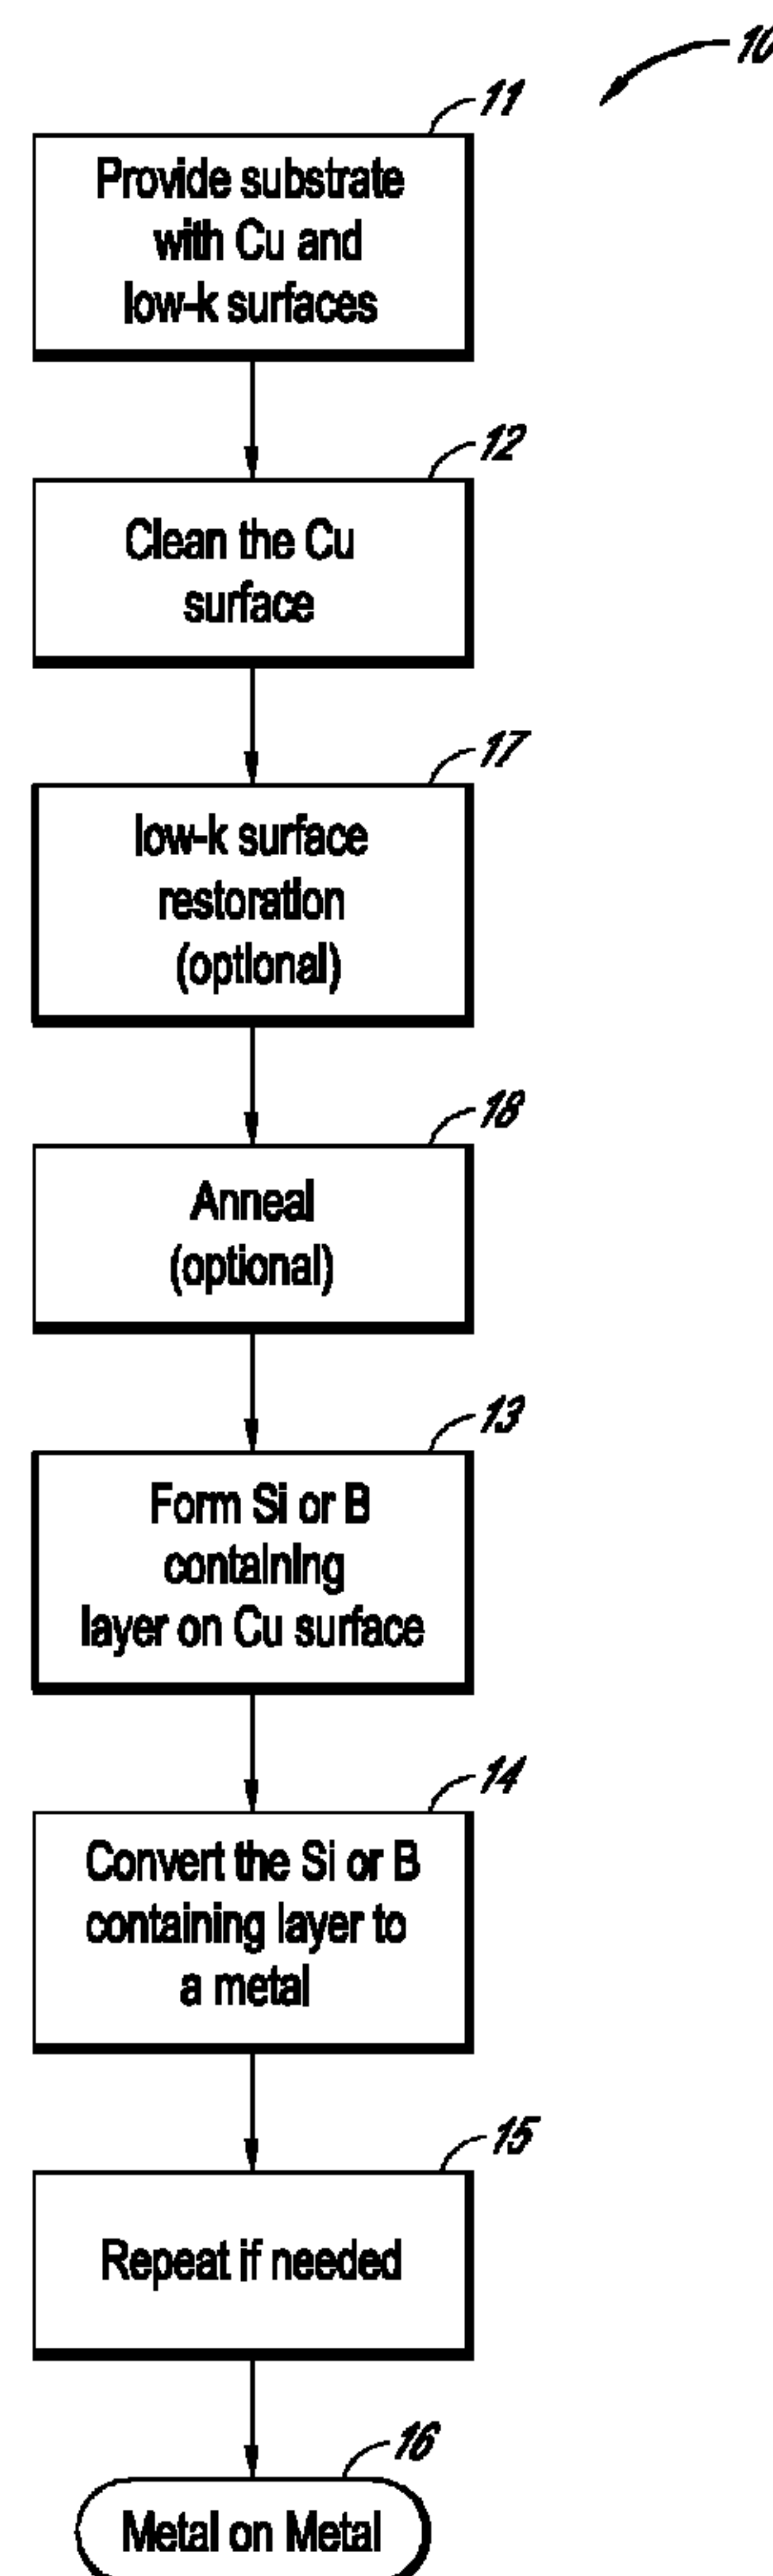 10
11
Provide substrate
with Cu and
low-k surfaces
12
Clean the Cu
surface
17
low-k surface
restoration
(optional)
18
Anneal
(optional)
13
Form Si or B
containing
layer on Cu surface
14
Convert the Si or B
containing layer to
a metal
15
Repeat if needed
16
Metal on Metal